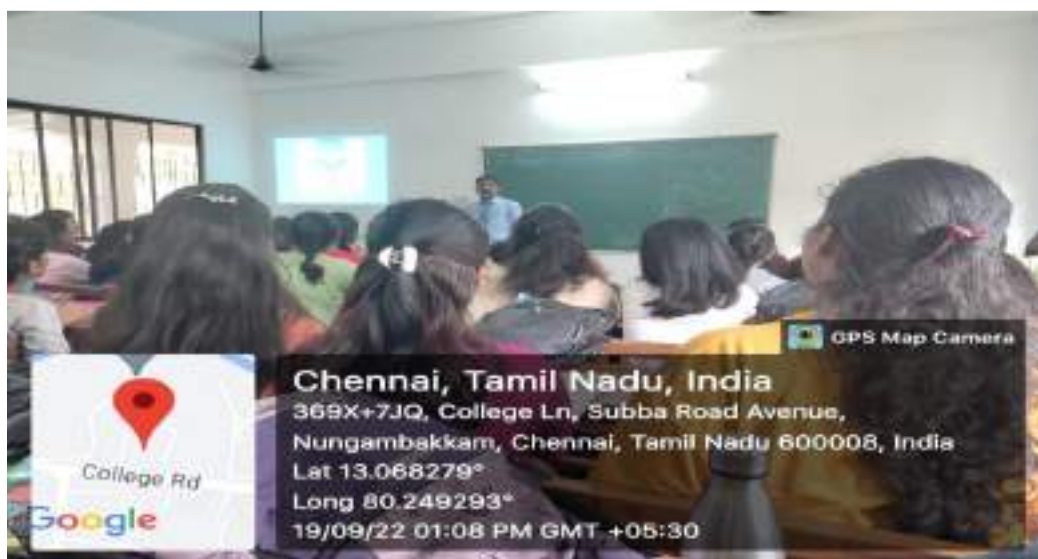 GPS Map Camera
Chennai, Tamil Nadu, India
369X+7JQ, College Ln, Subba Road Avenue,
Nungambakkam, Chennai, Tamil Nadu 600008, India
Lat 13.068279°
Long 80.249293°
19/09/22 01:08 PM GMT +05:30
College Rd
Google